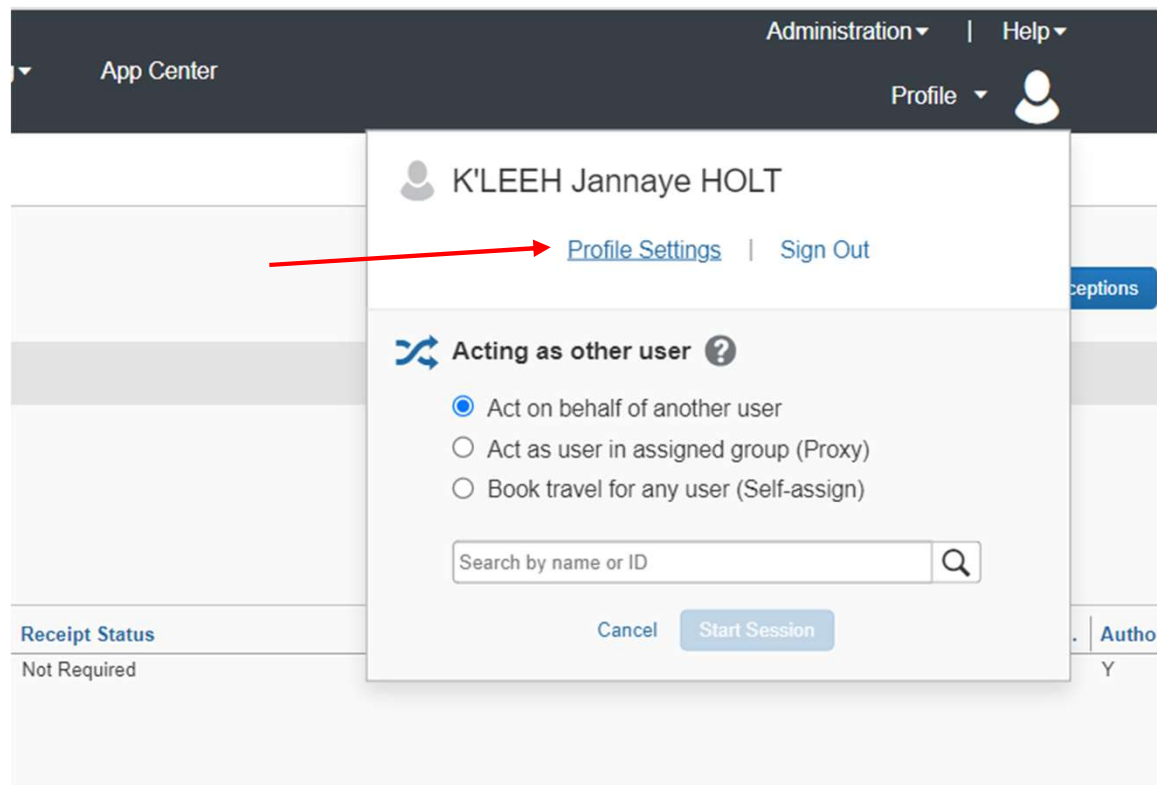 Administration | Help
App Center
Profile
K'LEEH Jannaye HOLT
Profile Settings | Sign Out
Acting as other user ?
Act on behalf of another user
Act as user in assigned group (Proxy)
Book travel for any user (Self-assign)
Search by name or ID
Cancel Start Session
Receipt Status
Not Required
Y